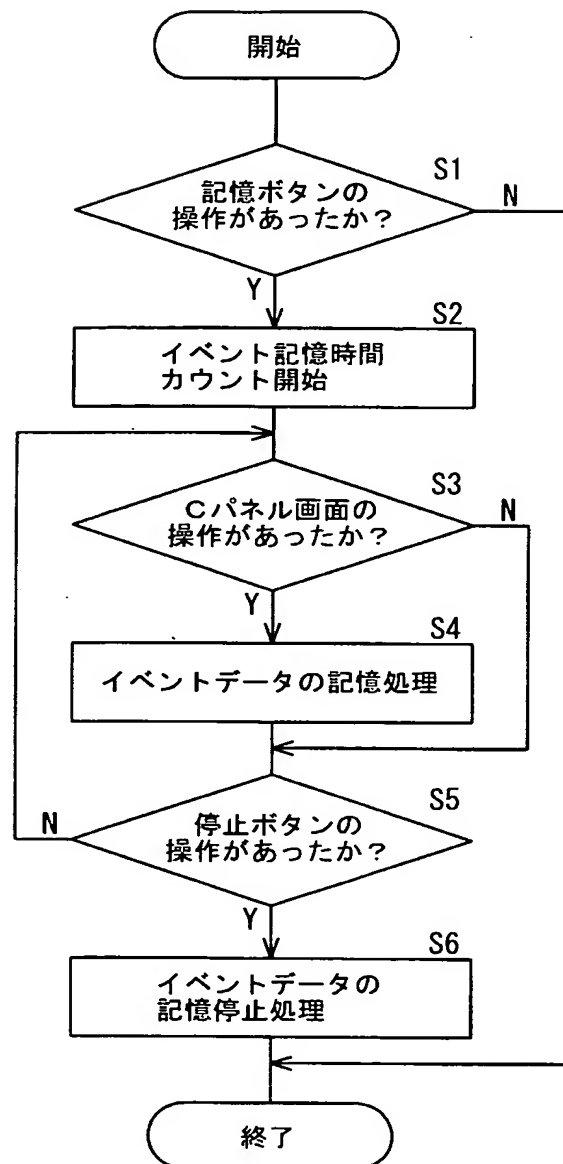 開始
S1
記憶ボタンの
操作があったか？
N
Y
S2
イベント記憶時間
カウント開始
S3
Cパネル画面の
操作があったか？
N
Y
S4
イベントデータの記憶処理
S5
停止ボタンの
操作があったか？
N
Y
S6
イベントデータの
記憶停止処理
終了